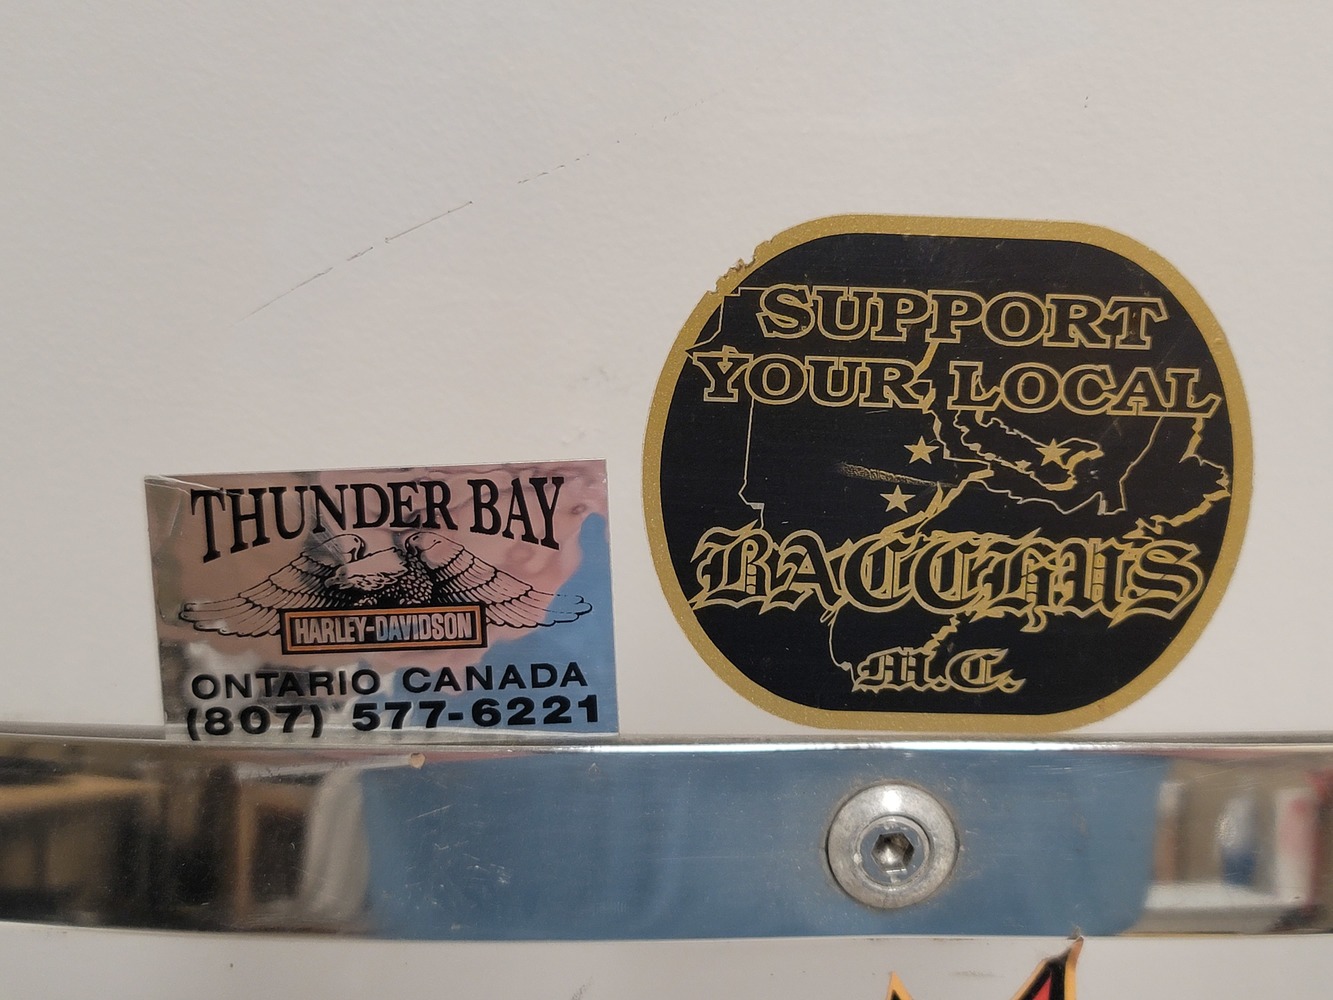 THUNDER BAY
HARLEY-DAVIDSON
ONTARIO CANADA
(807) 577-6221
SUPPORT
YOUR LOCAL
BACCHUS
M.C.